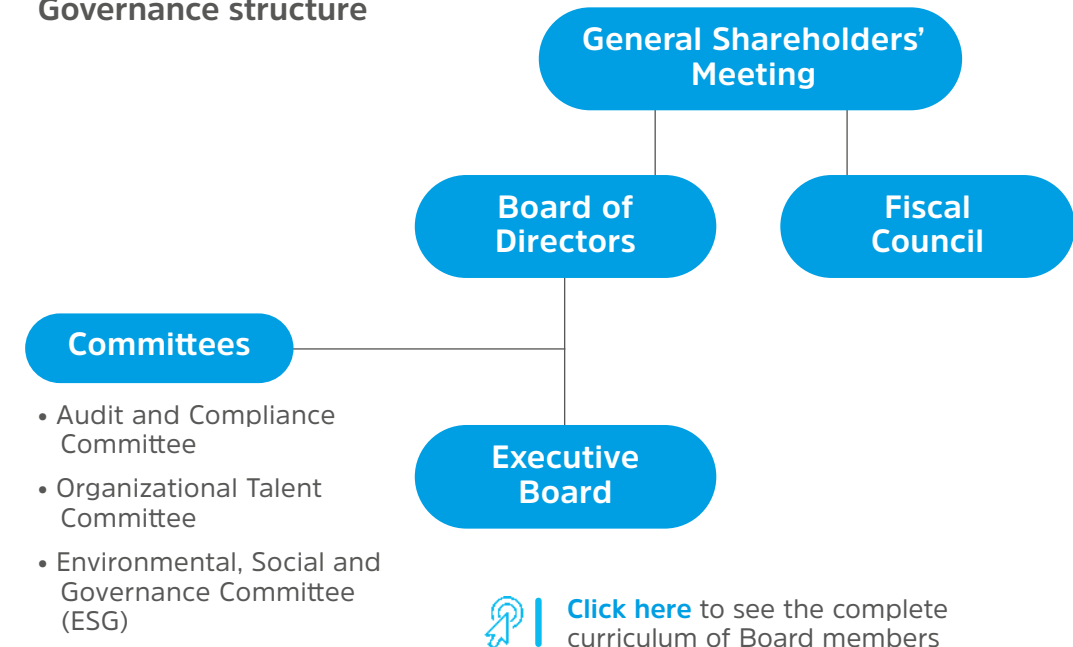 Governance structure
General Shareholders’
Meeting
Board of
Directors
Fiscal
Council
Committees
• Audit and Compliance
Committee
• Organizational Talent
Committee
• Environmental, Social and
Governance Committee
(ESG)
Executive
Board
Click here to see the complete
curriculum of Board members